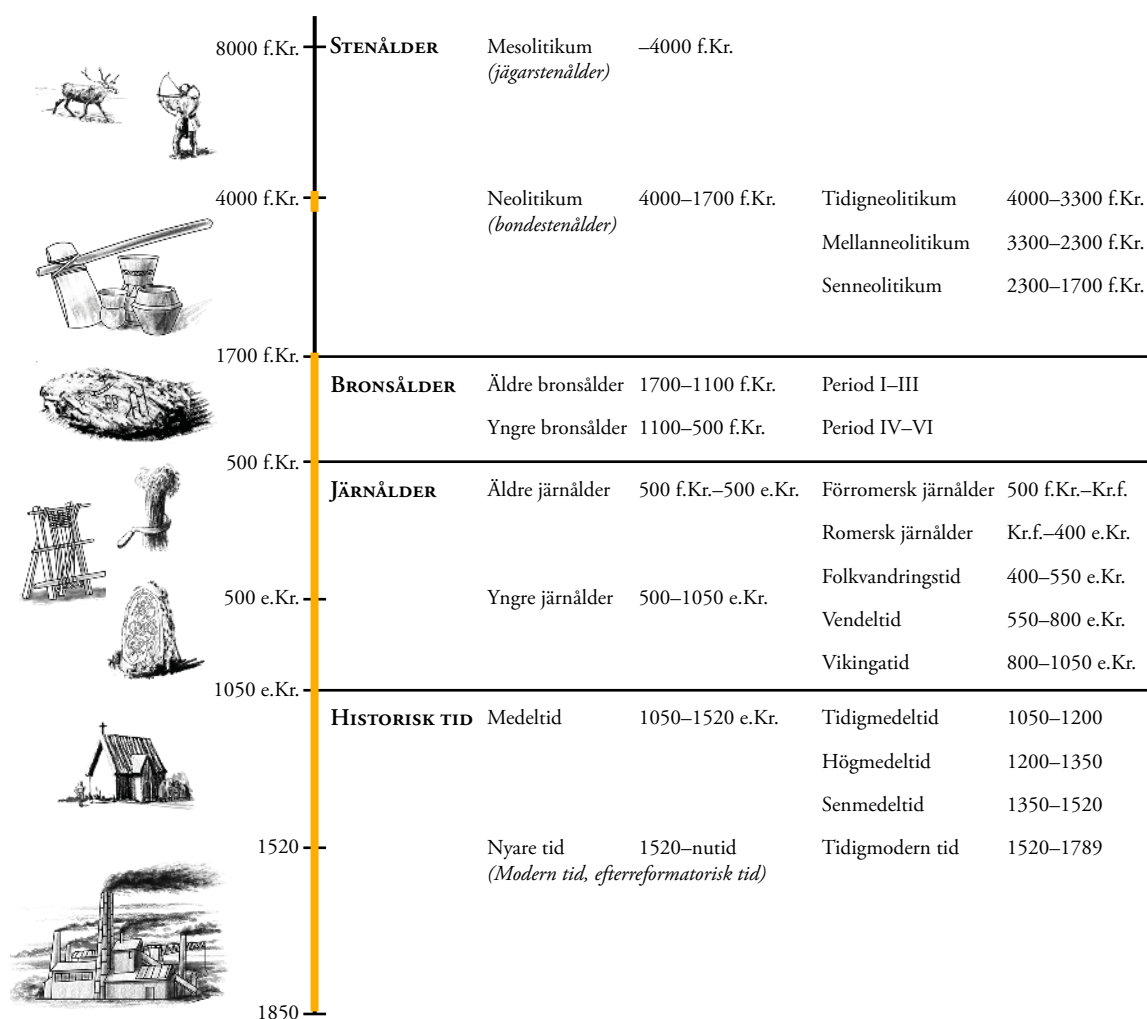 8000 f.Kr. STENÅLDER Mesolitikum –4000 f.Kr.
(jägarstenålder)
4000 f.Kr. Neolitikum 4000–1700 f.Kr. Tidigneolitikum 4000–3300 f.Kr.
(bondestenålder)
Mellanneolitikum 3300–2300 f.Kr.
Senneolitikum 2300–1700 f.Kr.
1700 f.Kr.
BRONSÅLDER Äldre bronsålder 1700–1100 f.Kr. Period I–III
Yngre bronsålder 1100–500 f.Kr. Period IV–VI
500 f.Kr.
JÄRNÅLDER Äldre järnålder 500 f.Kr.–500 e.Kr. Förromersk järnålder 500 f.Kr.–Kr.f.
Romersk järnålder Kr.f.–400 e.Kr.
Folkvandringstid 400–550 e.Kr.
500 e.Kr. Yngre järnålder 500–1050 e.Kr.
Vendeltid 550–800 e.Kr.
Vikingatid 800–1050 e.Kr.
1050 e.Kr.
HISTORISK TID Medeltid 1050–1520 e.Kr. Tidigmedeltid 1050–1200
Högmedeltid 1200–1350
Senmedeltid 1350–1520
1520 Nyare tid 1520–nutid Tidigmodern tid 1520–1789
(Modern tid, efterreformatorisk tid)
1850